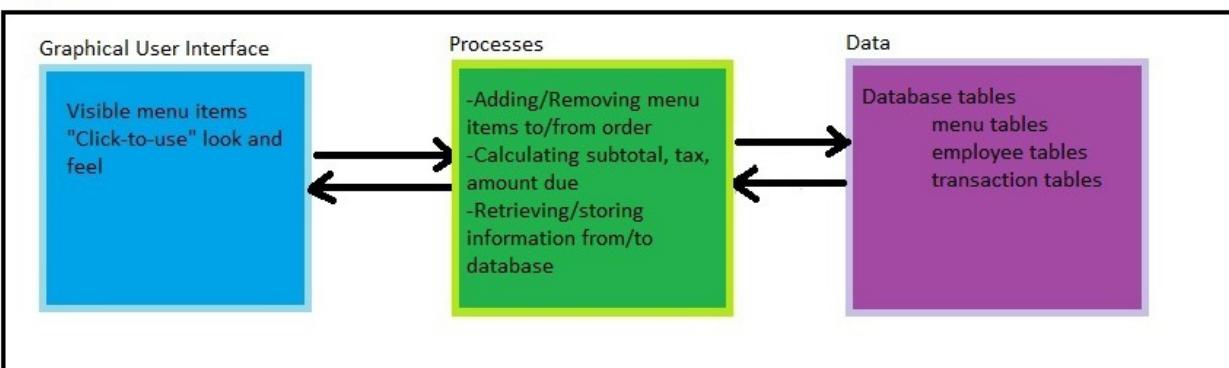 Graphical User Interface
Visible menu items
"Click-to-use" look and
feel
Processes
-Adding/Removing menu
items to/from order
-Calculating subtotal, tax,
amount due
-Retrieving/storing
information from/to
database
Data
Database tables
menu tables
employee tables
transaction tables